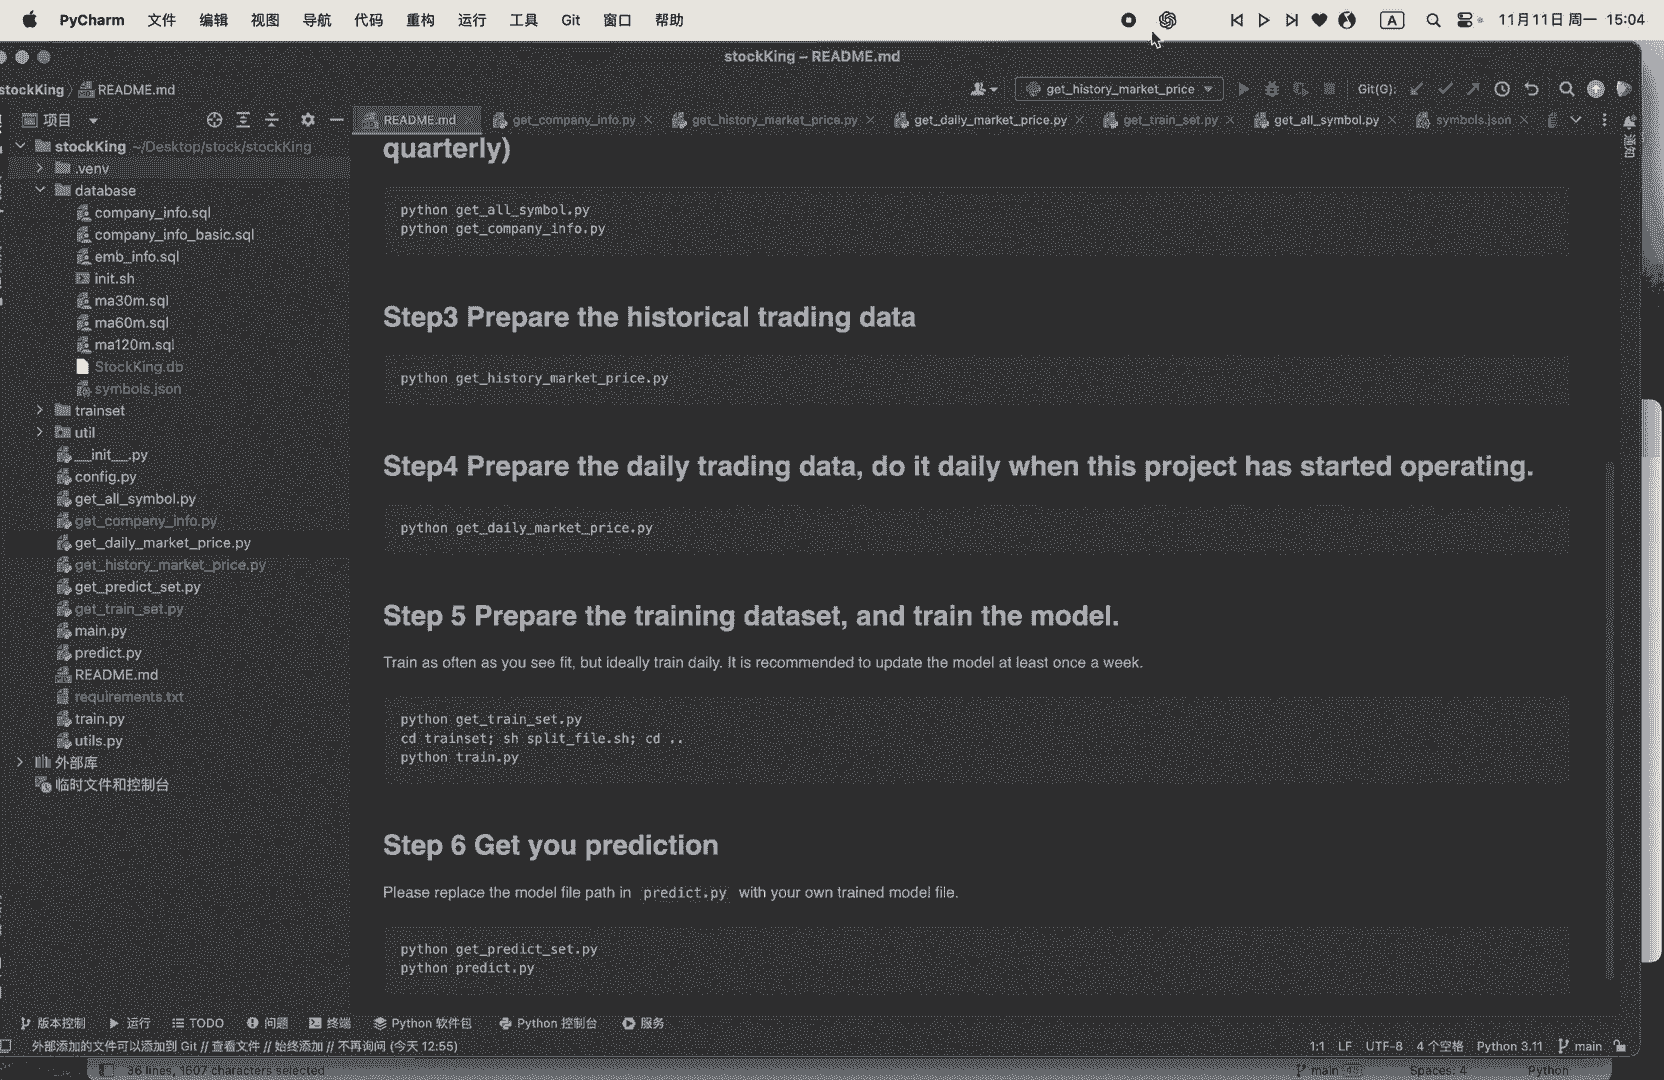 PyCharm 文件 编辑 视图 导航 代码 重构 运行 工具 Git 窗口 帮助 A 11月11日 周一 15:04
stockKing – README.md
stockKing README.md get_history_market_price Git(G):
项目 README.md get_company_info.py get_history_market_price.py get_daily_market_price.py get_train_set.py get_all_symbol.py symbols.json
通知
stockKing ~/Desktop/stock/stockKing
.venv
database
company_info.sql
company_info_basic.sql
emb_info.sql
init.sh
ma30m.sql
ma60m.sql
ma120m.sql
StockKing.db
symbols.json
trainset
util
__init__.py
config.py
get_all_symbol.py
get_company_info.py
get_daily_market_price.py
get_history_market_price.py
get_predict_set.py
get_train_set.py
main.py
predict.py
README.md
requirements.txt
train.py
utils.py
外部库
临时文件和控制台
quarterly)
python get_all_symbol.py
python get_company_info.py
Step3 Prepare the historical trading data
python get_history_market_price.py
Step4 Prepare the daily trading data, do it daily when this project has started operating.
python get_daily_market_price.py
Step 5 Prepare the training dataset, and train the model.
Train as often as you see fit, but ideally train daily. It is recommended to update the model at least once a week.
python get_train_set.py
cd trainset; sh split_file.sh; cd ..
python train.py
Step 6 Get you prediction
Please replace the model file path in predict.py with your own trained model file.
python get_predict_set.py
python predict.py
版本控制 运行 TODO 问题 终端 Python 软件包 Python 控制台 服务
外部添加的文件可以添加到 Git // 查看文件 // 始终添加 // 不再询问 (今天 12:55) 1:1 LF UTF-8 4 个空格 Python 3.11 main
36 lines, 1607 characters selected main Spaces: 4 Python